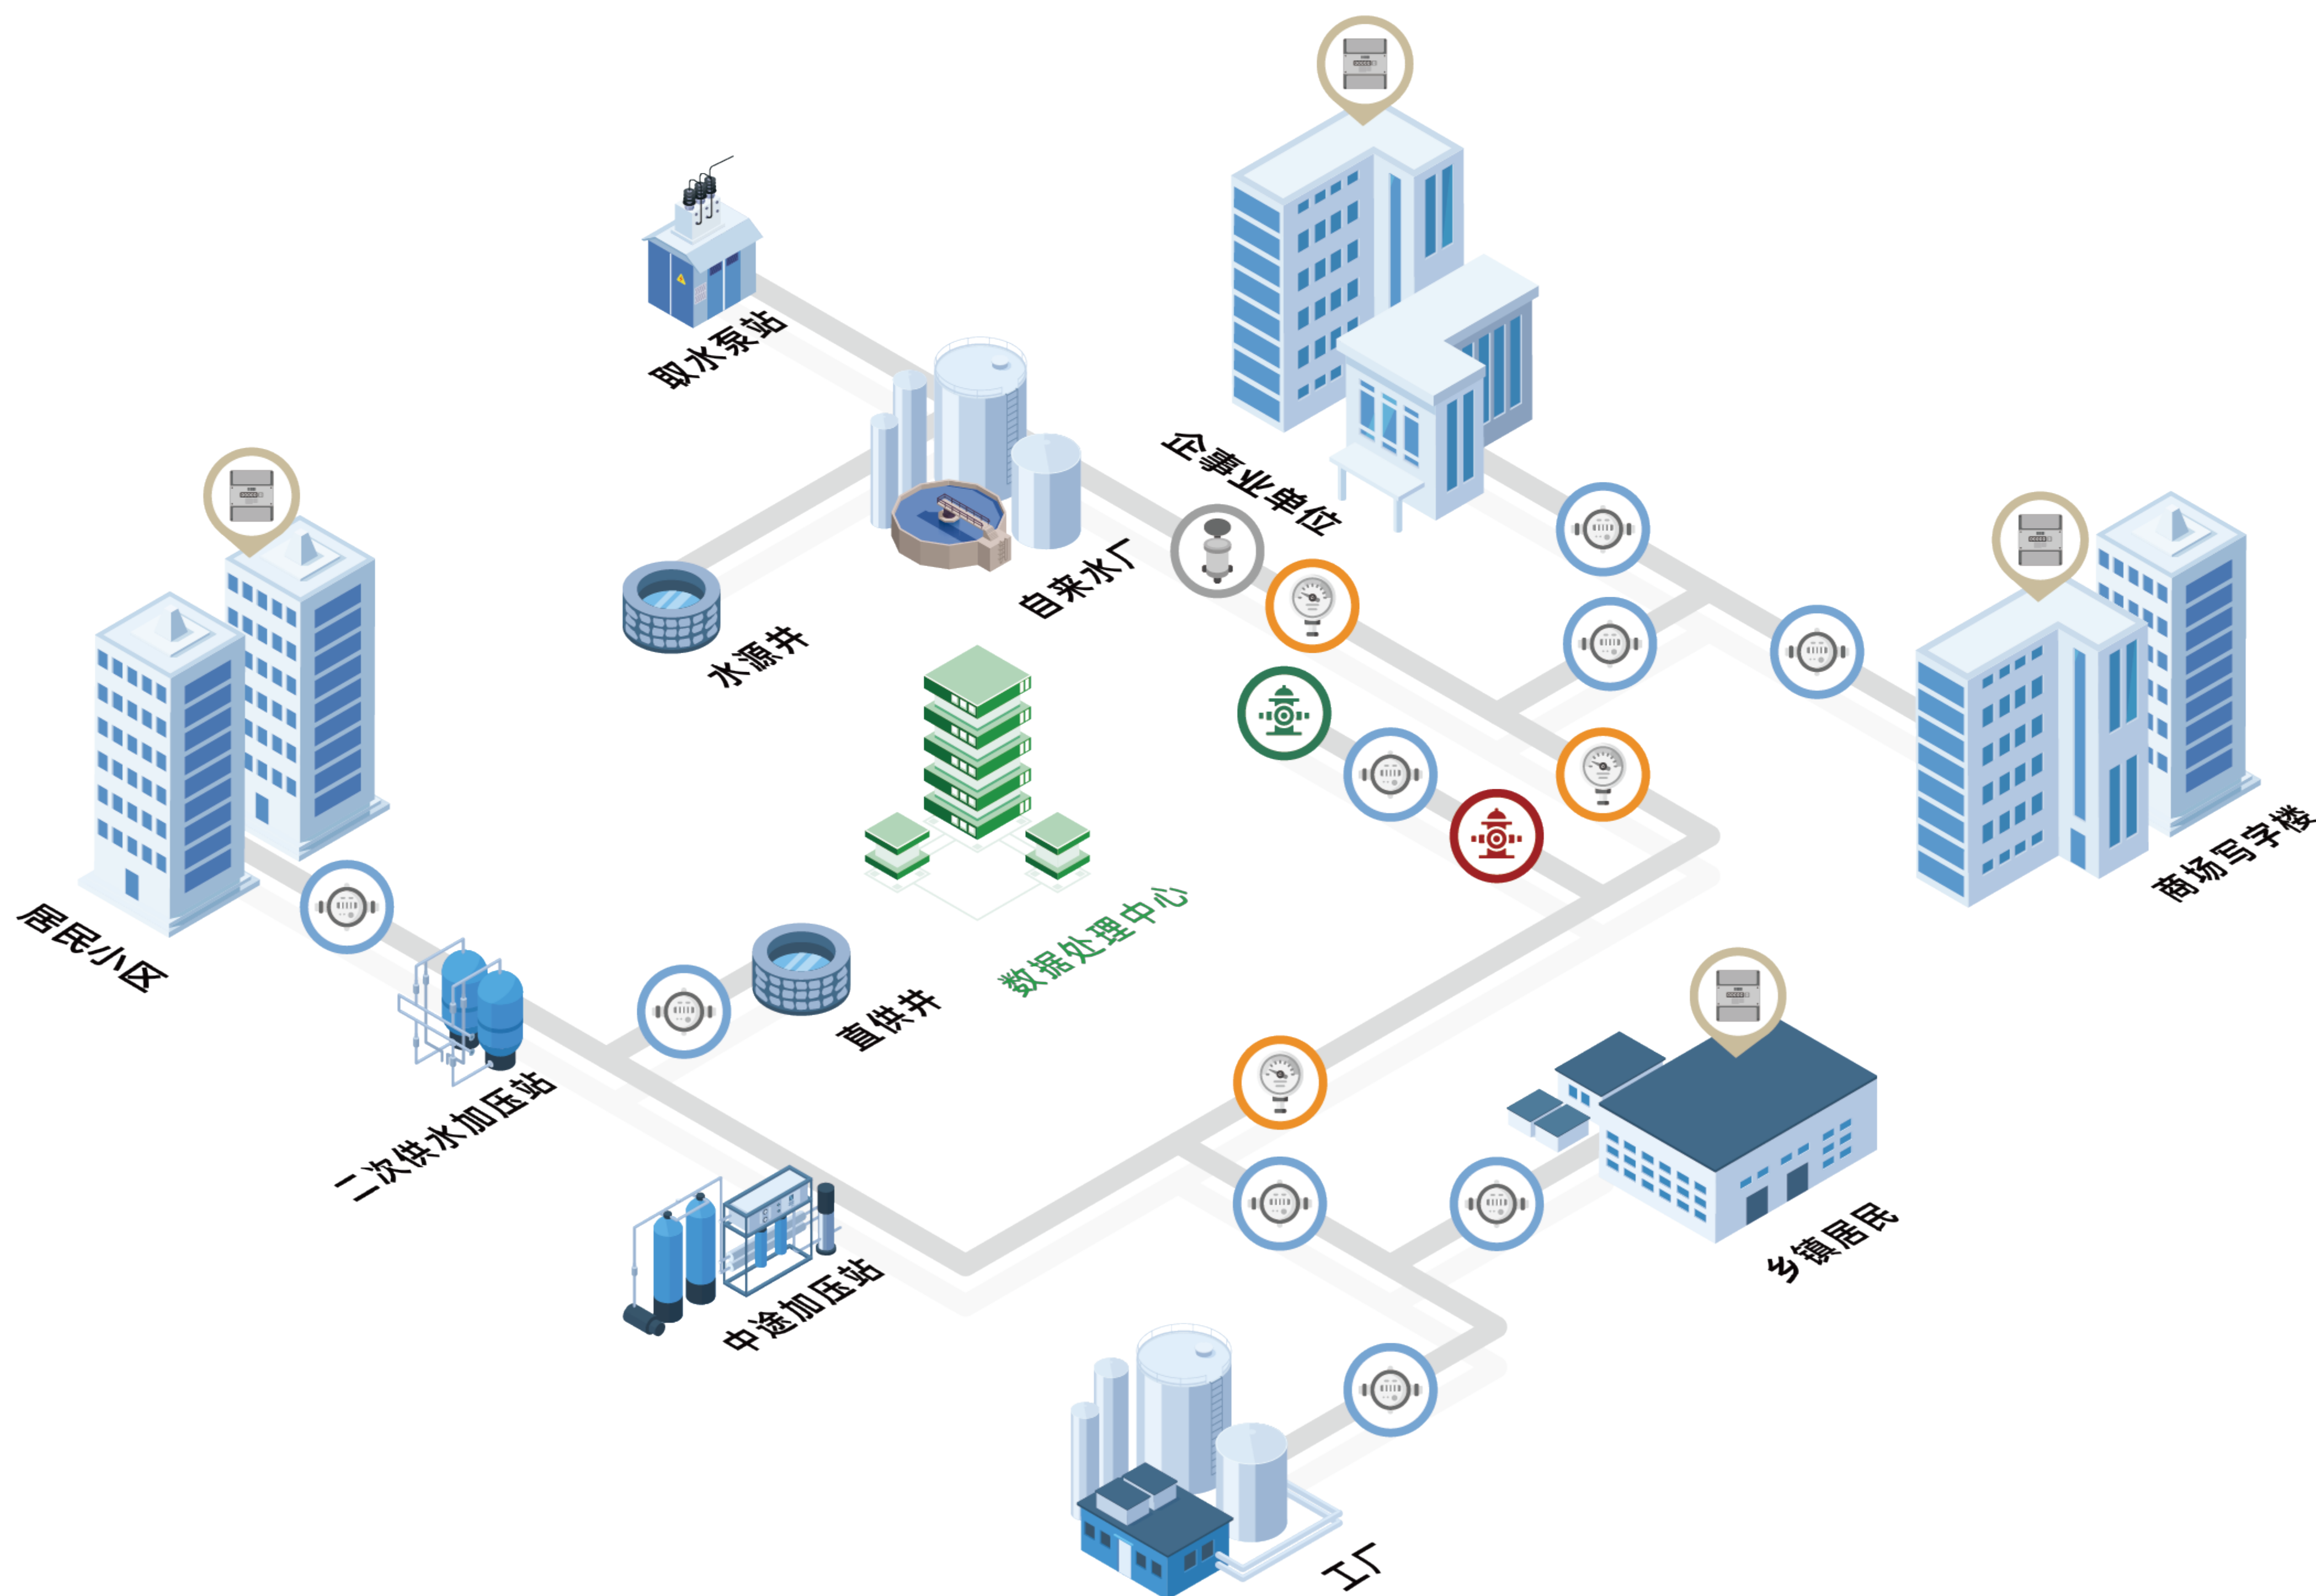 取水泵站
企事业单位
自来水厂
水源井
商场写字楼
居民小区
数据处理中心
直供井
二次供水加压站
乡镇居民
中途加压站
工厂